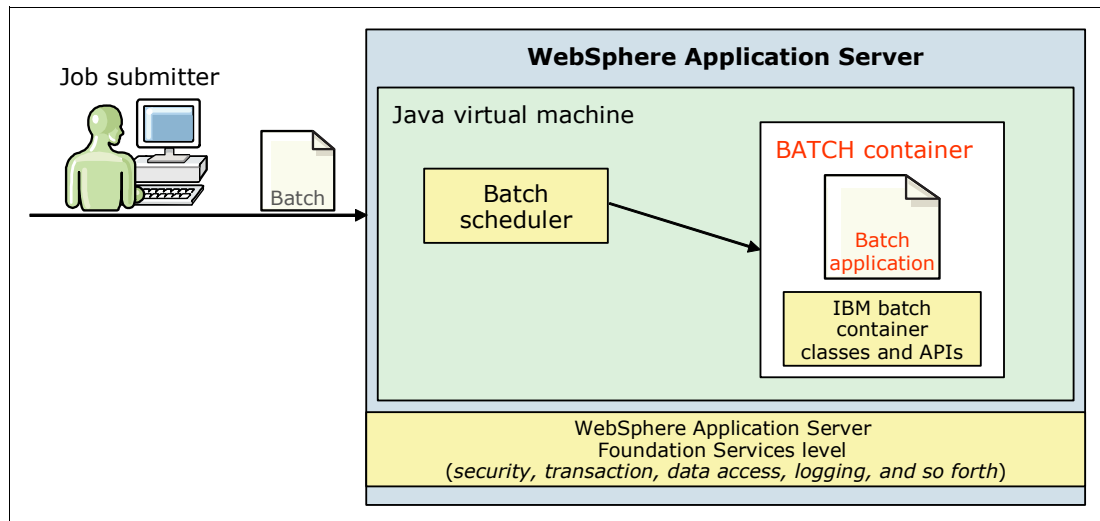 WebSphere Application Server
Job submitter
Batch
Java virtual machine
Batch
scheduler
BATCH container
Batch
application
IBM batch
container
classes and APIs
WebSphere Application Server
Foundation Services level
(security, transaction, data access, logging, and so forth)